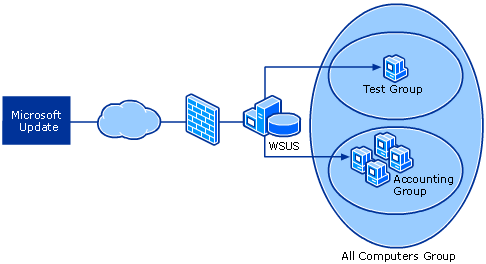 Microsoft
Update
WSUS
Test Group
Accounting
Group
All Computers Group